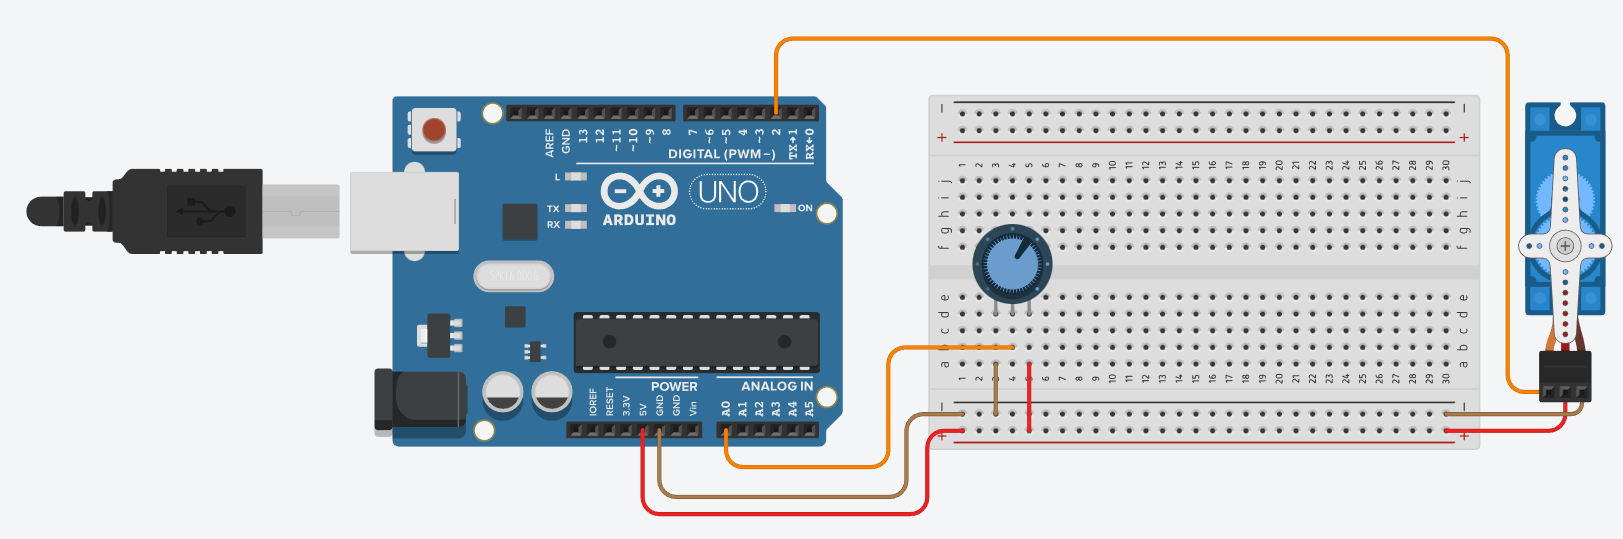 AREF
GND
13
12
~11
~10
~9
8
7
~6
~5
4
~3
2
TX→1
RX←0
DIGITAL (PWM~)
L
TX
RX
ARDUINO
UNO
ON
POWER
ANALOG IN
IOREF
RESET
3.3V
5V
GND
GND
Vin
A0
A1
A2
A3
A4
A5
− −
+ +
1 2 3 4 5 6 7 8 9 10 11 12 13 14 15 16 17 18 19 20 21 22 23 24 25 26 27 28 29 30
j j
i i
h h
g g
f f
e e
d d
c c
b b
a a
1 2 3 4 5 6 7 8 9 10 11 12 13 14 15 16 17 18 19 20 21 22 23 24 25 26 27 28 29 30
− −
+ +